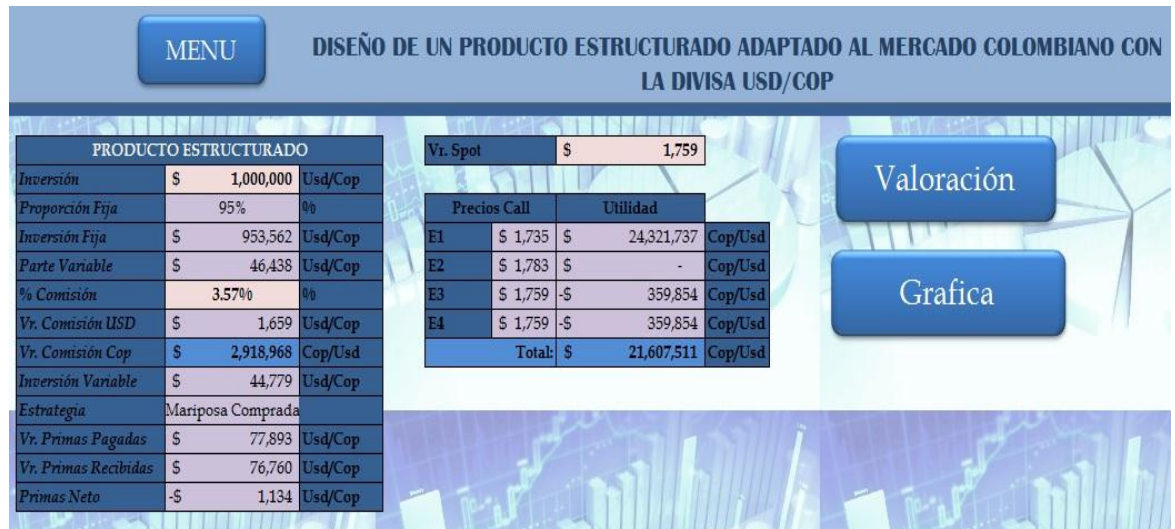 MENU
DISEÑO DE UN PRODUCTO ESTRUCTURADO ADAPTADO AL MERCADO COLOMBIANO CON
LA DIVISA USD/COP
PRODUCTO ESTRUCTURADO
Inversión $ 1,000,000 Usd/Cop
Proporción Fija 95% %
Inversión Fija $ 953,562 Usd/Cop
Parte Variable $ 46,438 Usd/Cop
% Comisión 3.57% %
Vr. Comisión USD $ 1,659 Usd/Cop
Vr. Comisión Cop $ 2,918,968 Cop/Usd
Inversión Variable $ 44,779 Usd/Cop
Estrategia Mariposa Comprada
Vr. Primas Pagadas $ 77,893 Usd/Cop
Vr. Primas Recibidas $ 76,760 Usd/Cop
Primas Neto -$ 1,134 Usd/Cop
Vr. Spot $ 1,759
Precios Call Utilidad
E1 $ 1,735 $ 24,321,737 Cop/Usd
E2 $ 1,783 $ - Cop/Usd
E3 $ 1,759 -$ 359,854 Cop/Usd
E4 $ 1,759 -$ 359,854 Cop/Usd
Total: $ 21,607,511 Cop/Usd
Valoración
Grafica